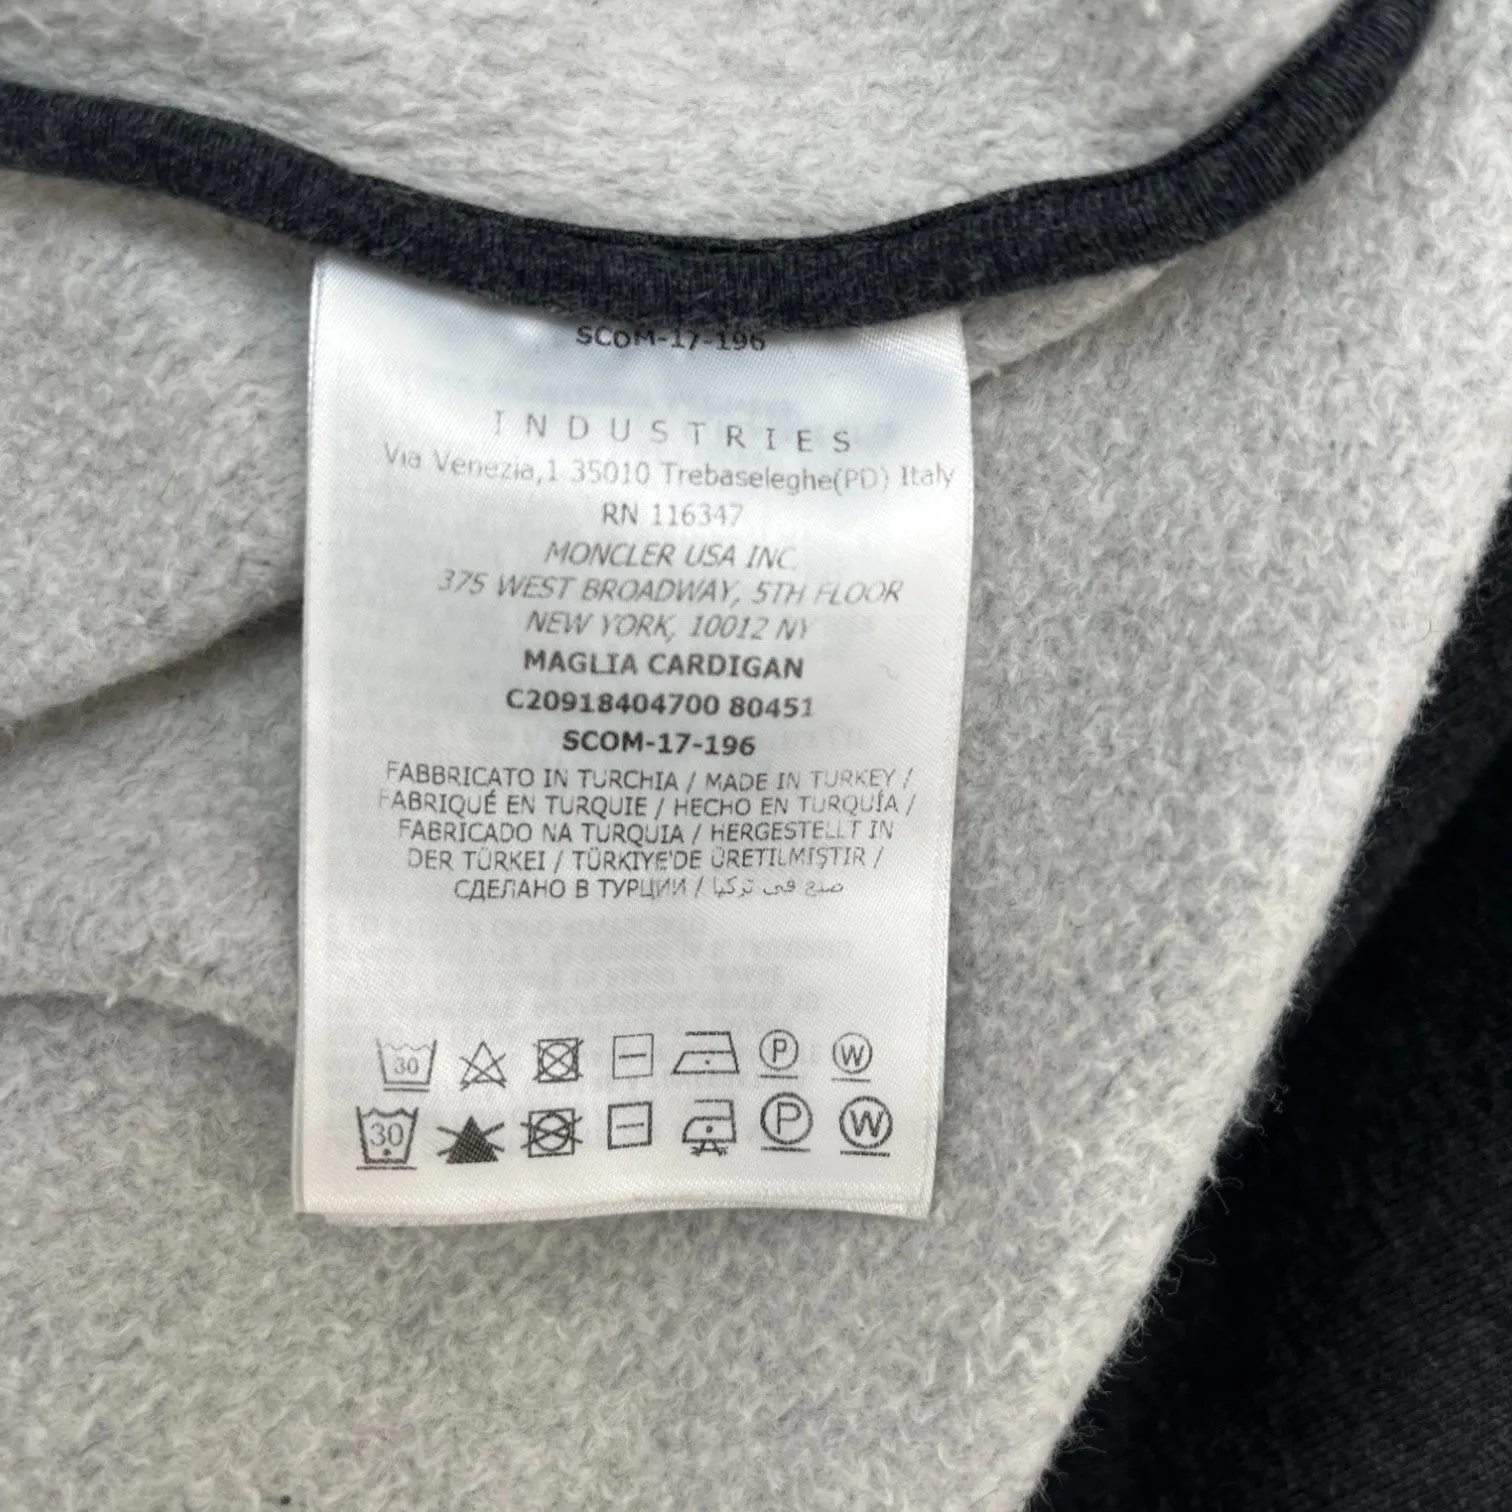 SCOM-17-196
INDUSTRIES
Via Venezia,1 35010 Trebaseleghe(PD) Italy
RN 116347
MONCLER USA INC.
375 WEST BROADWAY, 5TH FLOOR
NEW YORK, 10012 NY
MAGLIA CARDIGAN
C20918404700 80451
SCOM-17-196
FABBRICATO IN TURCHIA / MADE IN TURKEY /
FABRIQUÉ EN TURQUIE / HECHO EN TURQUÍA /
FABRICADO NA TURQUIA / HERGESTELLT IN
DER TÜRKEI / TÜRKIYE'DE ÜRETILMIŞTIR /
СДЕЛАНО В ТУРЦИИ / صنع في تركيا
30 P W
30 P W